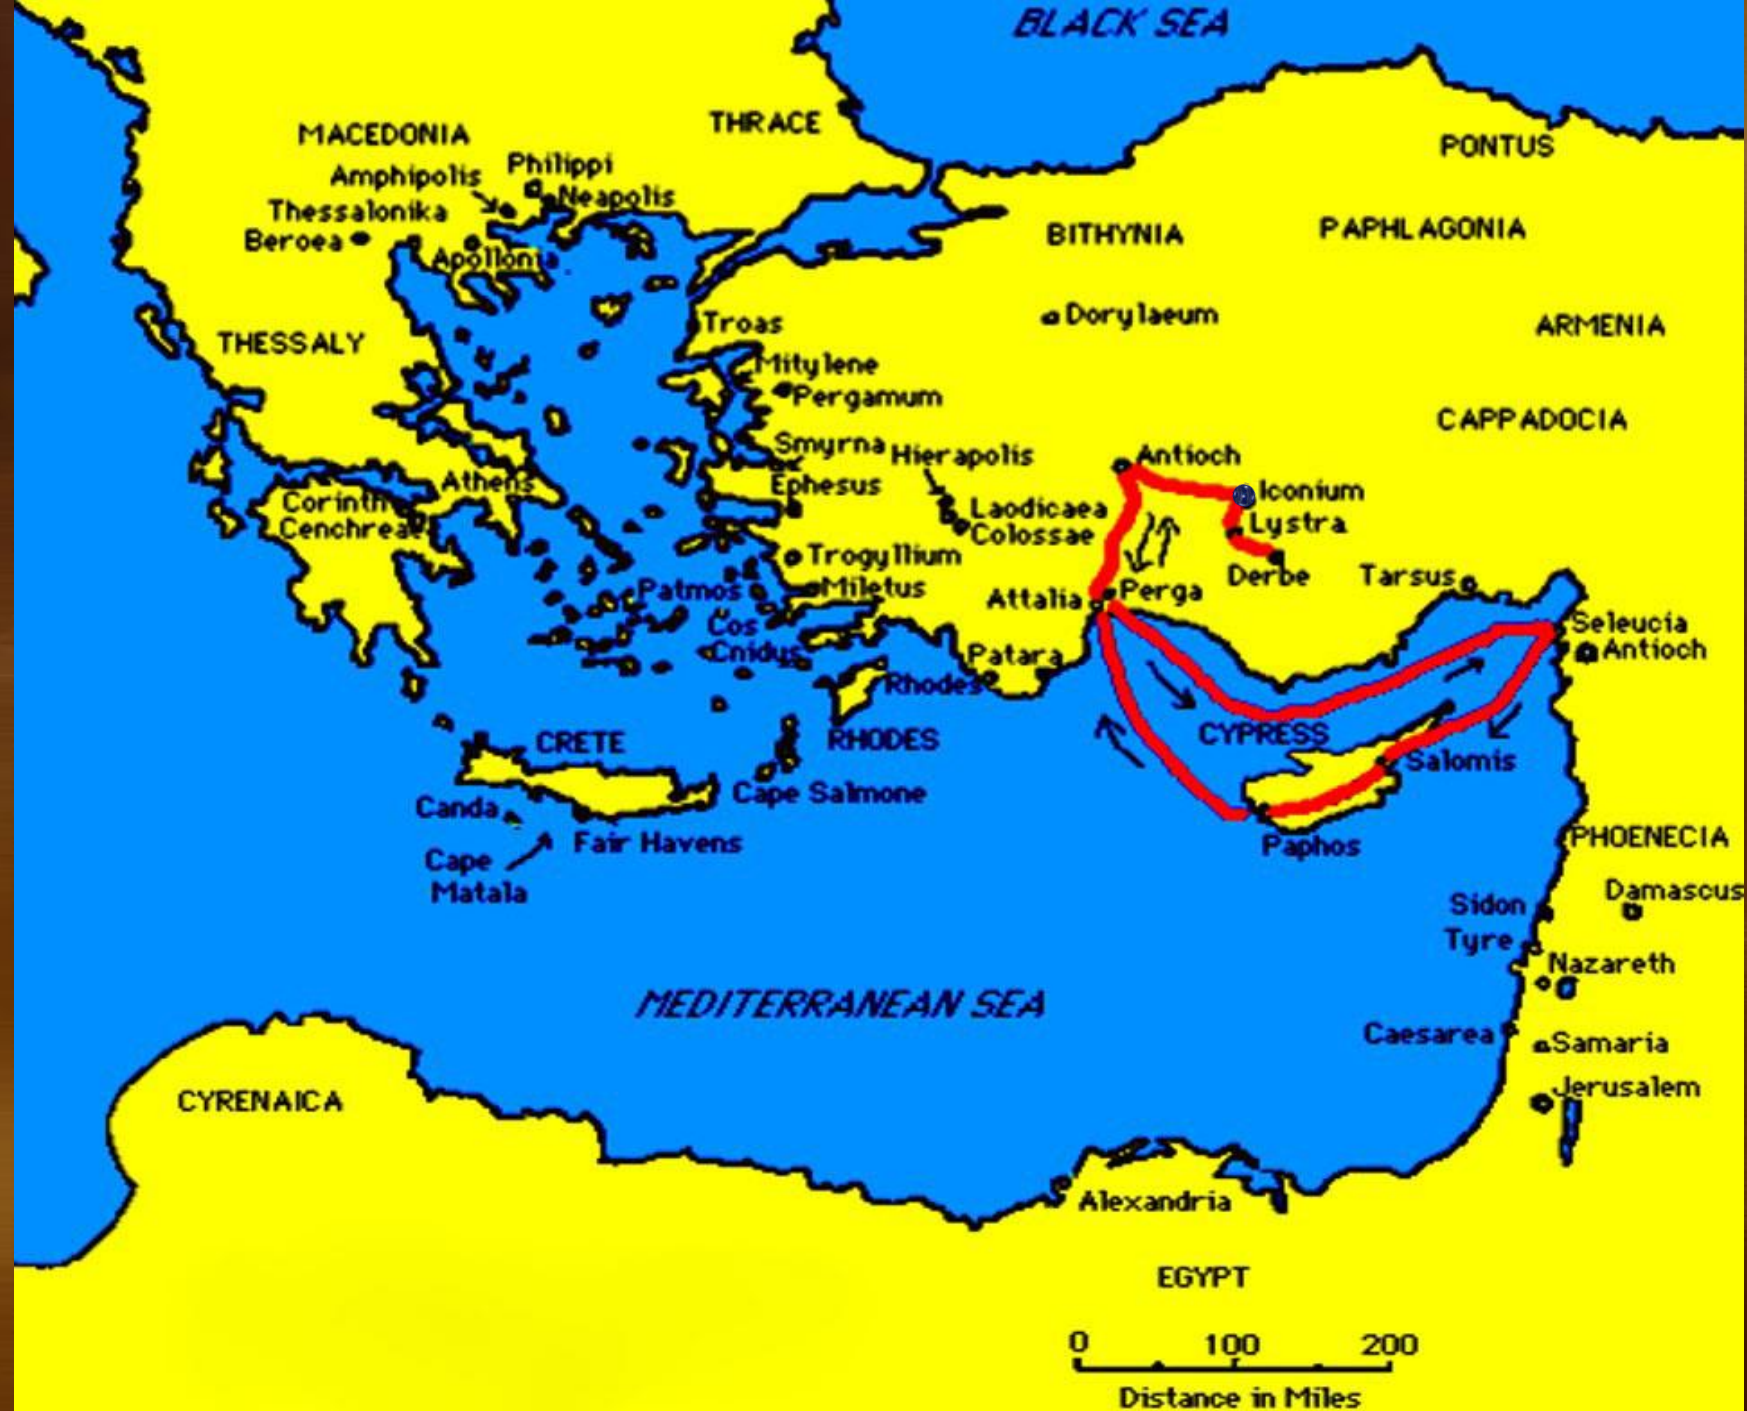 BLACK SEA
THRACE
MACEDONIA
PONTUS
Philippi
Amphipolis
Neapolis
Thessalonika
BITHYNIA
PAPHLAGONIA
Beroea
Apollonia
Dorylaeum
Troas
ARMENIA
THESSALY
Mitylene
Pergamum
CAPPADOCIA
Smyrna
Hierapolis
Antioch
Athens
Ephesus
Iconium
Corinth
Laodicaea
Lystra
Cenchreae
Colossae
Trogyllium
Derbe
Tarsus
Patmos
Miletus
Attalia
Perga
Cos
Seleucia
Cnidus
Patara
Antioch
Rhodes
CRETE
RHODES
CYPRESS
Salomis
Cape Salmone
Canda
Fair Havens
Paphos
PHOENECIA
Cape
Matala
Damascus
Sidon
Tyre
Nazareth
MEDITERRANEAN SEA
Caesarea
Samaria
Jerusalem
CYRENAICA
Alexandria
EGYPT
0 100 200
Distance in Miles